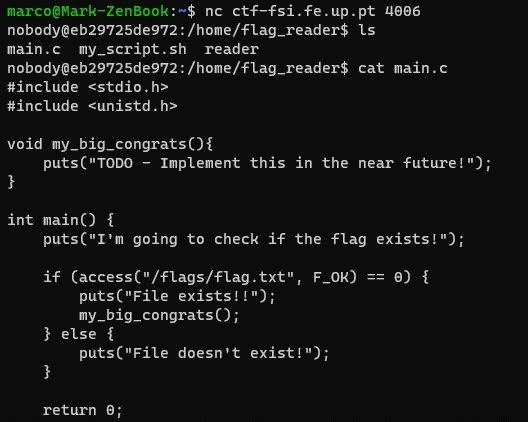 marco@Mark-ZenBook:~$ nc ctf-fsi.fe.up.pt 4006
nobody@eb29725de972:/home/flag_reader$ ls
main.c  my_script.sh  reader
nobody@eb29725de972:/home/flag_reader$ cat main.c
#include <stdio.h>
#include <unistd.h>

void my_big_congrats(){
    puts("TODO - Implement this in the near future!");
}

int main() {
    puts("I'm going to check if the flag exists!");

    if (access("/flags/flag.txt", F_OK) == 0) {
        puts("File exists!!");
        my_big_congrats();
    } else {
        puts("File doesn't exist!");
    }

    return 0;